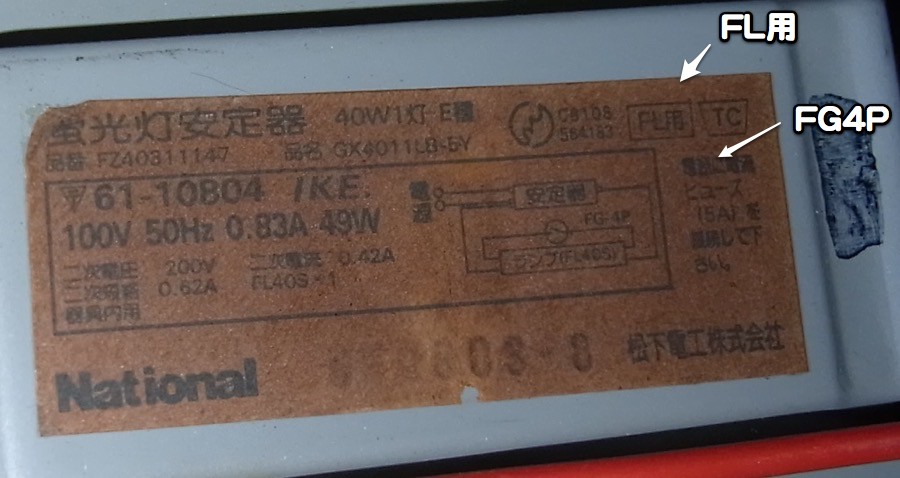 FL用
FG4P
蛍光灯安定器 40W1灯 E種
C8108
FL用 TC
品番 FZ40311147 品名 GX4011LB-5Y
▽61-10804 IKE.
100V 50Hz 0.83A 49W
二次電圧 200V 二次電流 0.42A
二次短絡 0.62A FL40S×1
器具内用
電源
安定器
FG-4P
ランプ(FL40S)
ヒューズ
(5A)を
接続して下
さい。
National
松下電工株式会社